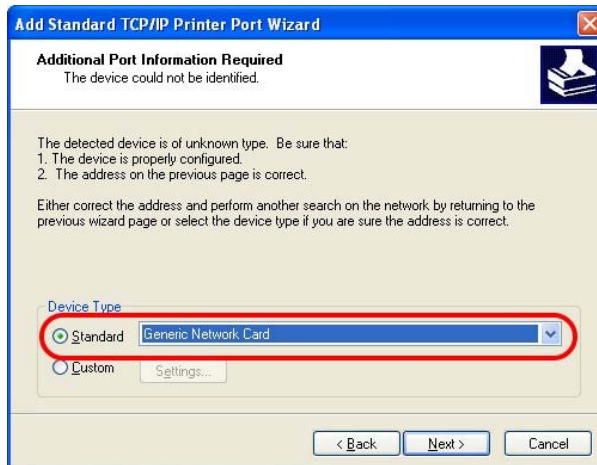 Add Standard TCP/IP Printer Port Wizard
Additional Port Information Required
The device could not be identified.
The detected device is of unknown type. Be sure that:
1. The device is properly configured.
2. The address on the previous page is correct.
Either correct the address and perform another search on the network by returning to the
previous wizard page or select the device type if you are sure the address is correct.
Device Type
Standard Generic Network Card
Custom Settings...
< Back Next > Cancel